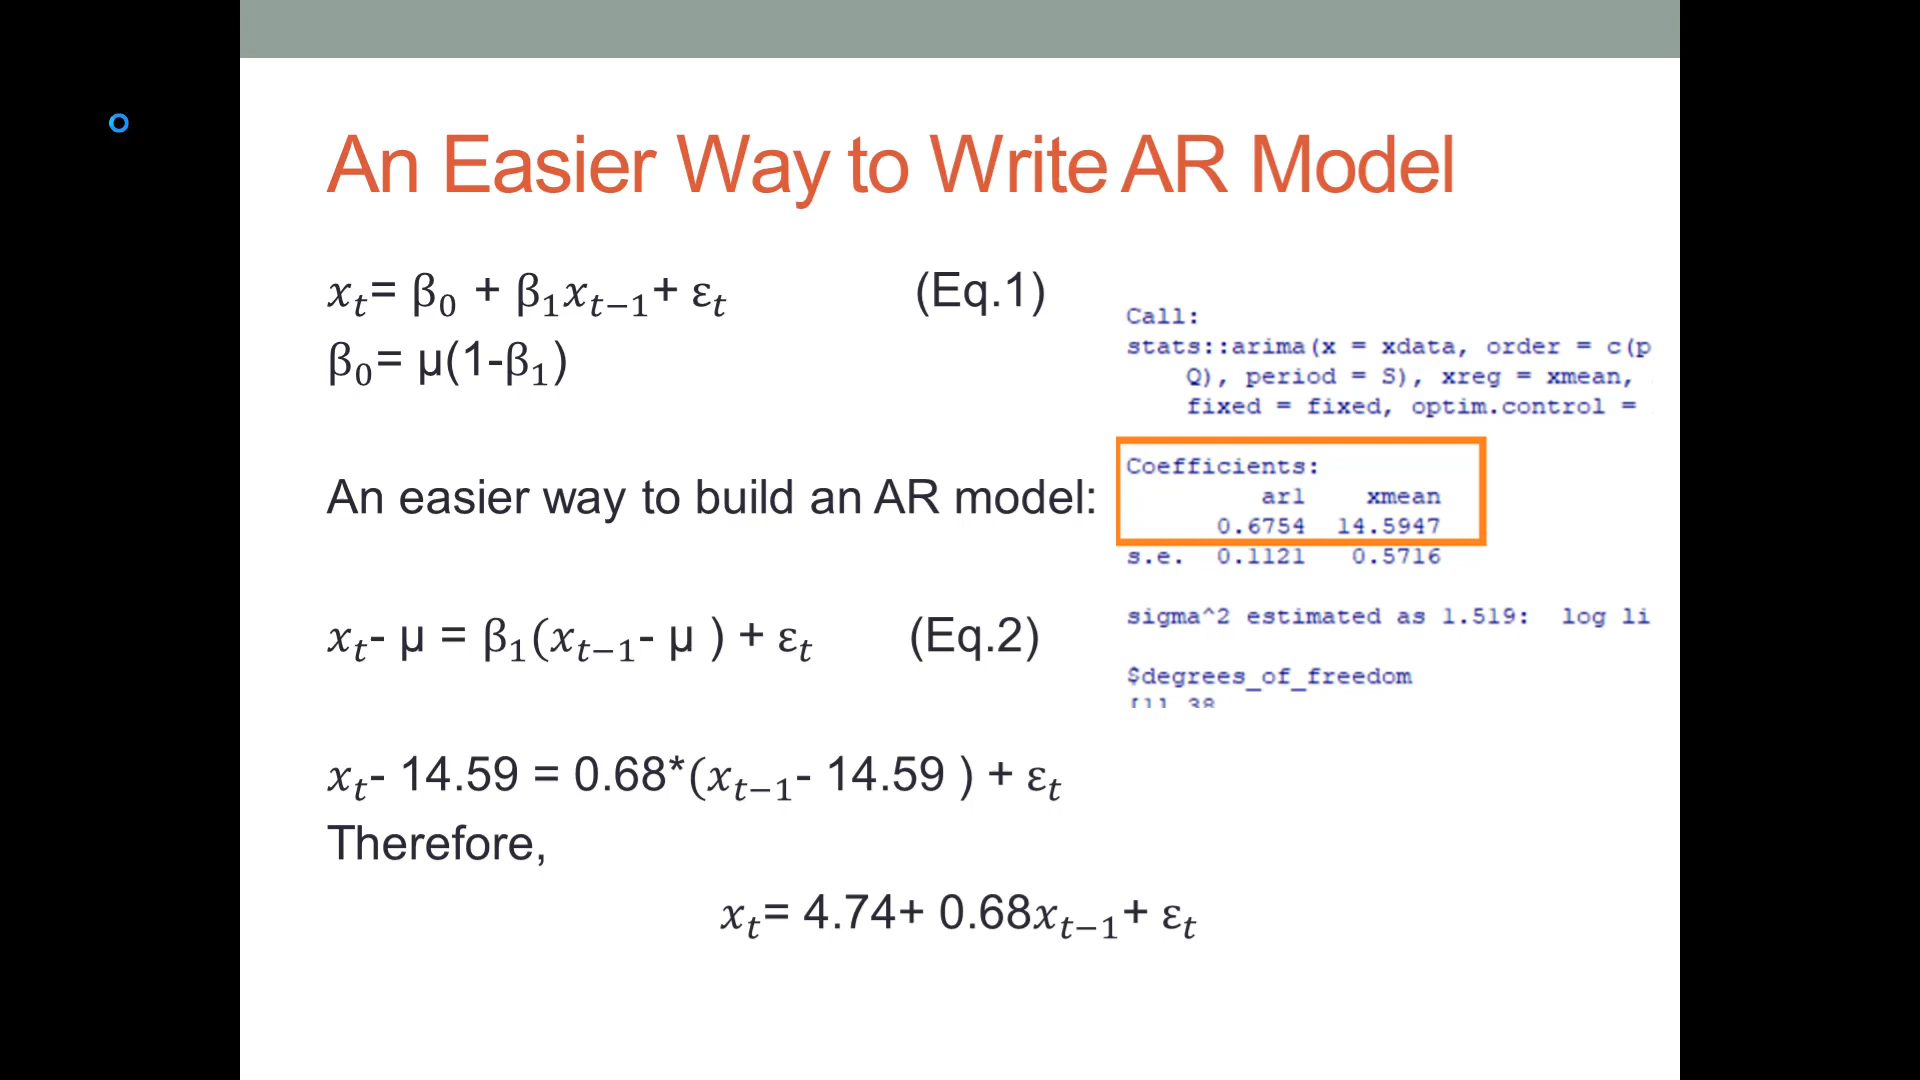 An Easier Way to Write AR Model
𝑥ₜ= β₀ + β₁𝑥ₜ₋₁+ εₜ (Eq.1)
β₀= μ(1-β₁)
An easier way to build an AR model:
𝑥ₜ- μ = β₁(𝑥ₜ₋₁- μ ) + εₜ (Eq.2)
𝑥ₜ- 14.59 = 0.68*(𝑥ₜ₋₁- 14.59 ) + εₜ
Therefore,
𝑥ₜ= 4.74+ 0.68𝑥ₜ₋₁+ εₜ
Call:
stats::arima(x = xdata, order = c(p
Q), period = S), xreg = xmean,
fixed = fixed, optim.control =
Coefficients:
ar1 xmean
0.6754 14.5947
s.e. 0.1121 0.5716
sigma^2 estimated as 1.519: log li
$degrees_of_freedom
[1] 38